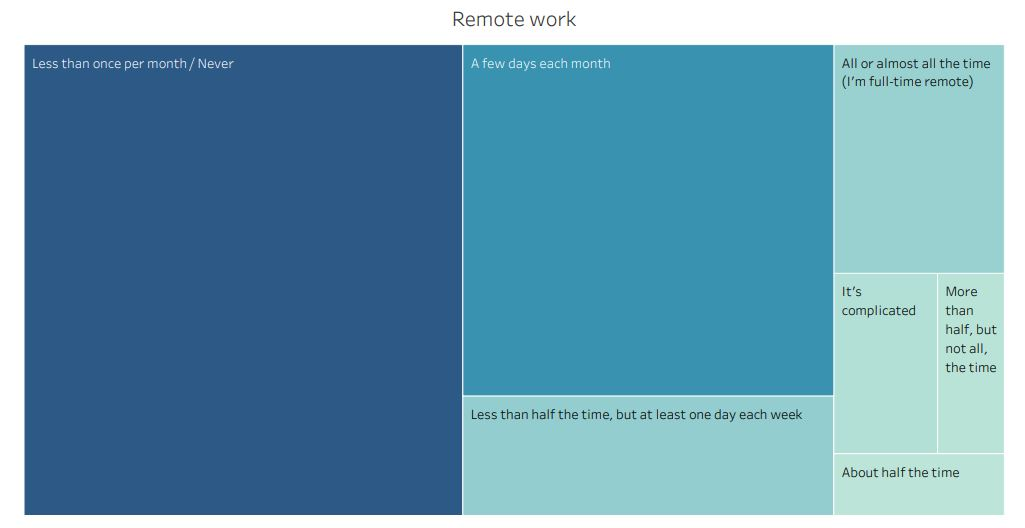 Remote work
Less than once per month / Never
A few days each month
Less than half the time, but at least one day each week
All or almost all the time
(I’m full-time remote)
It’s
complicated
More
than
half, but
not all,
the time
About half the time